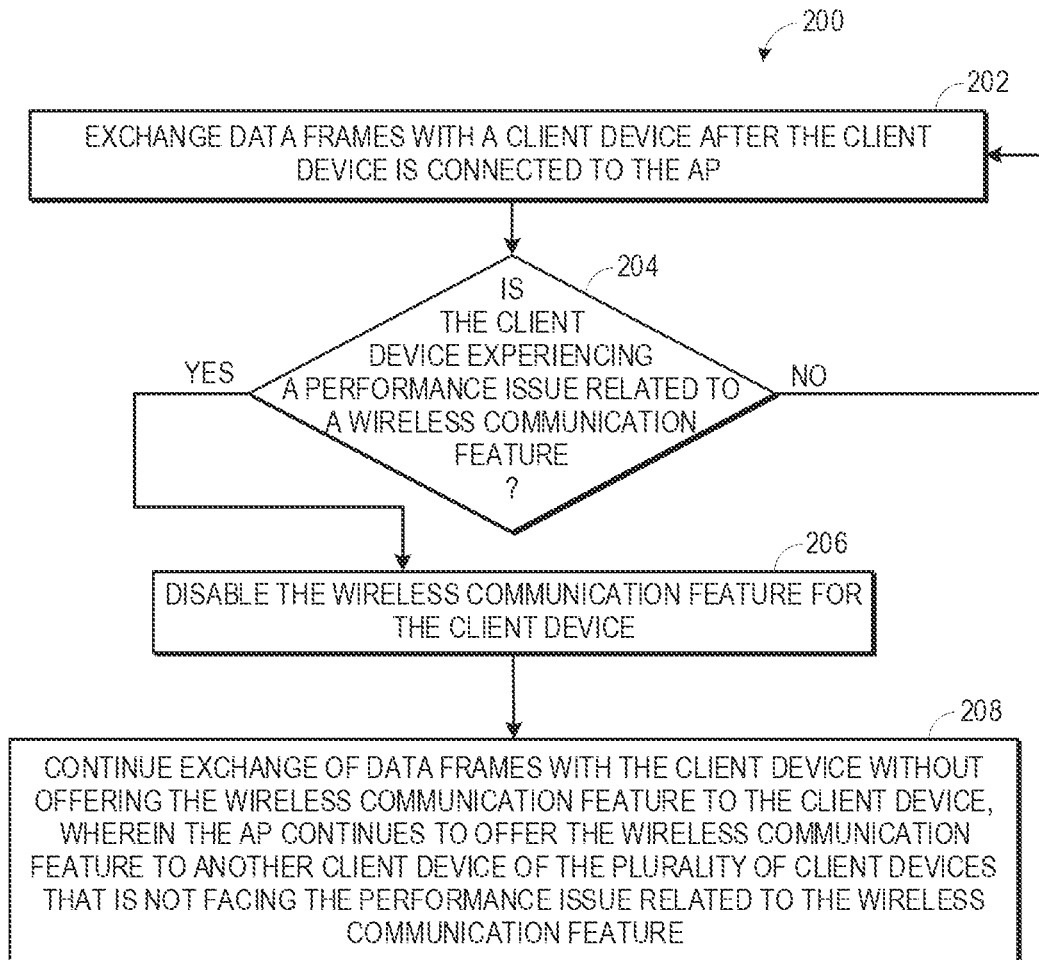 200
202
EXCHANGE DATA FRAMES WITH A CLIENT DEVICE AFTER THE CLIENT
DEVICE IS CONNECTED TO THE AP
204
IS
THE CLIENT
DEVICE EXPERIENCING
A PERFORMANCE ISSUE RELATED TO
A WIRELESS COMMUNICATION
FEATURE
?
YES
NO
206
DISABLE THE WIRELESS COMMUNICATION FEATURE FOR
THE CLIENT DEVICE
208
CONTINUE EXCHANGE OF DATA FRAMES WITH THE CLIENT DEVICE WITHOUT
OFFERING THE WIRELESS COMMUNICATION FEATURE TO THE CLIENT DEVICE,
WHEREIN THE AP CONTINUES TO OFFER THE WIRELESS COMMUNICATION
FEATURE TO ANOTHER CLIENT DEVICE OF THE PLURALITY OF CLIENT DEVICES
THAT IS NOT FACING THE PERFORMANCE ISSUE RELATED TO THE WIRELESS
COMMUNICATION FEATURE